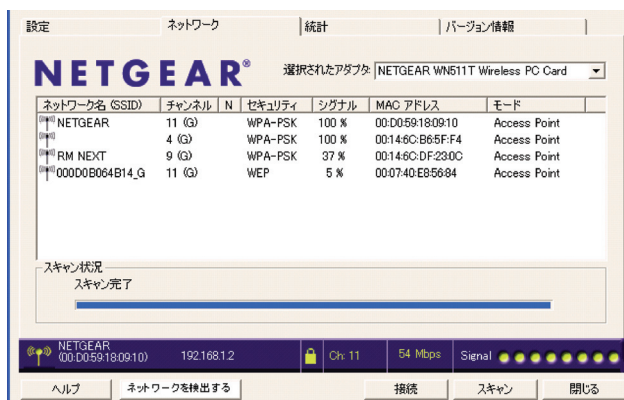 設定 ネットワーク 統計 バージョン情報
NETGEAR® 選択されたアダプタ: NETGEAR WN511T Wireless PC Card
ネットワーク名 (SSID) チャンネル N セキュリティ シグナル MAC アドレス モード
NETGEAR 11 (G) WPA-PSK 100 % 00:D0:59:18:09:10 Access Point
4 (G) WPA-PSK 100 % 00:14:6C:B6:5F:F4 Access Point
RM NEXT 9 (G) WPA-PSK 37 % 00:14:6C:DF:23:0C Access Point
000D0B064B14_G 11 (G) WEP 5 % 00:07:40:E8:56:84 Access Point
スキャン状況
スキャン完了
NETGEAR
(00:D0:59:18:09:10) 192.168.1.2 Ch: 11 54 Mbps Signal
ヘルプ ネットワークを検出する 接続 スキャン 閉じる